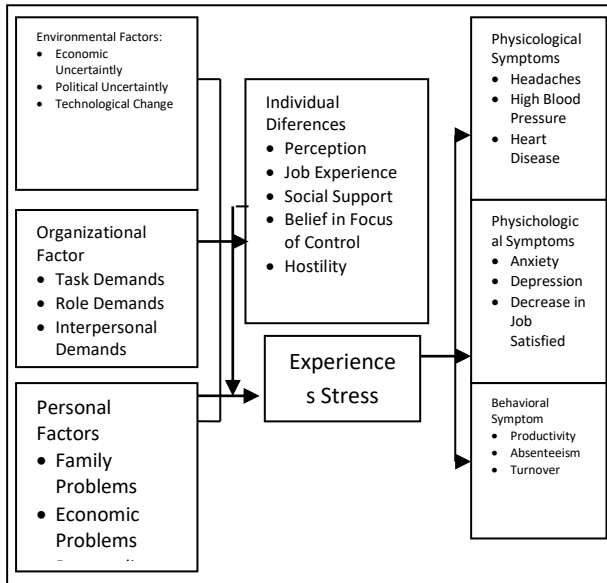 Environmental Factors:
• Economic
Uncertaintly
• Political Uncertaintly
• Technological Change
Organizational
Factor
• Task Demands
• Role Demands
• Interpersonal
Demands
Personal
Factors
• Family
Problems
• Economic
Problems
Individual
Diferences
• Perception
• Job Experience
• Social Support
• Belief in Focus
of Control
• Hostility
Experience
s Stress
Physicological
Symptoms
• Headaches
• High Blood
Pressure
• Heart
Disease
Physichologic
al Symptoms
• Anxiety
• Depression
• Decrease in
Job
Satisfied
Behavioral
Symptom
• Productivity
• Absenteeism
• Turnover